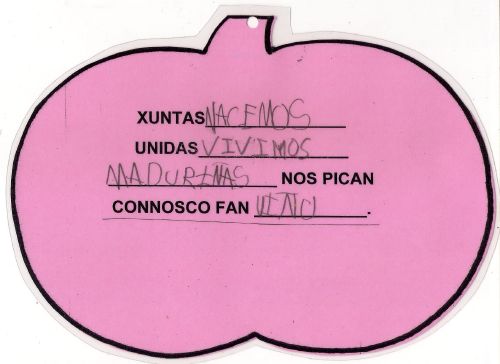 XUNTAS NACEMOS
UNIDAS VIVIMOS
MADURIÑAS NOS PICAN
CONNOSCO FAN VIÑO.